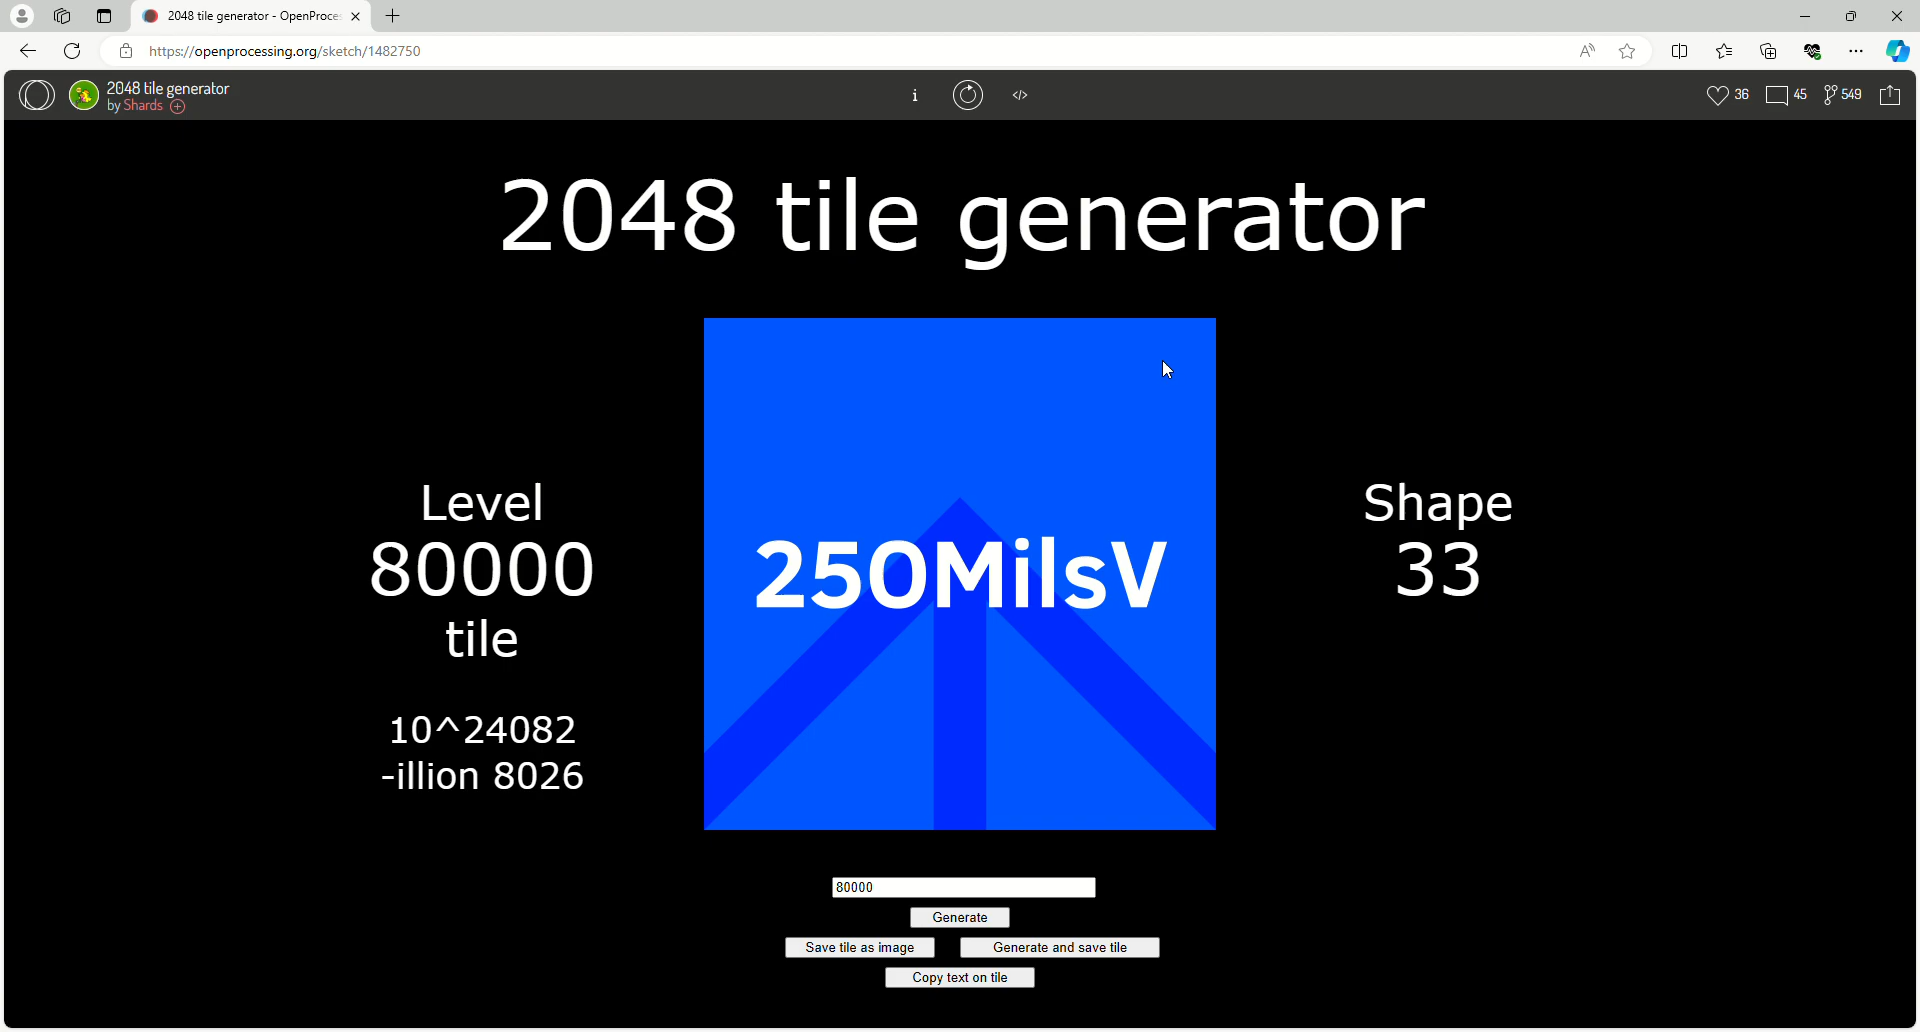 2048 tile generator - OpenProces
https://openprocessing.org/sketch/1482750
2048 tile generator
by Shards
i
</>
36
45
549
2048 tile generator
Level
80000
tile
10^24082
-illion 8026
250MilsV
Shape
33
80000
Generate
Save tile as image
Generate and save tile
Copy text on tile